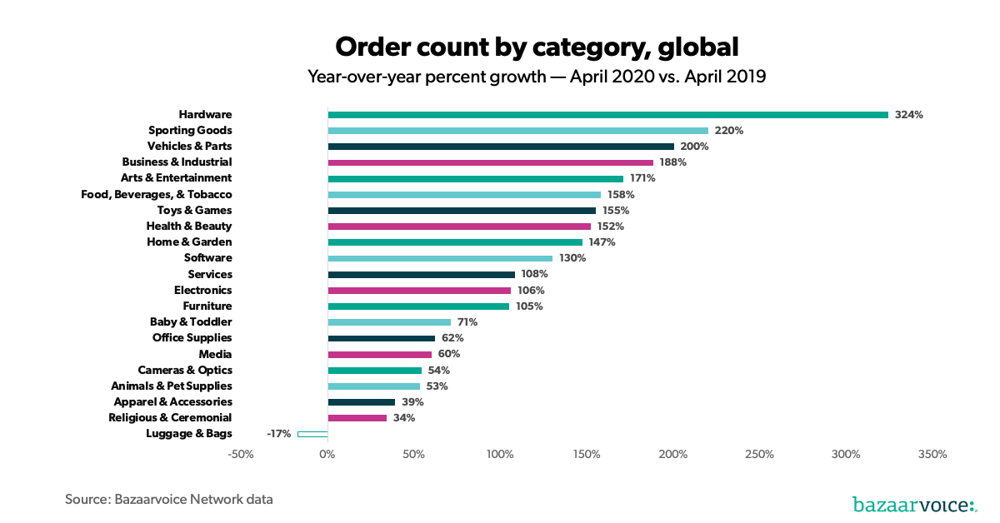 Order count by category, global
Year-over-year percent growth — April 2020 vs. April 2019
Hardware 324%
Sporting Goods 220%
Vehicles & Parts 200%
Business & Industrial 188%
Arts & Entertainment 171%
Food, Beverages, & Tobacco 158%
Toys & Games 155%
Health & Beauty 152%
Home & Garden 147%
Software 130%
Services 108%
Electronics 106%
Furniture 105%
Baby & Toddler 71%
Office Supplies 62%
Media 60%
Cameras & Optics 54%
Animals & Pet Supplies 53%
Apparel & Accessories 39%
Religious & Ceremonial 34%
Luggage & Bags -17%
-50% 0% 50% 100% 150% 200% 250% 300% 350%
Source: Bazaarvoice Network data
bazaarvoice: